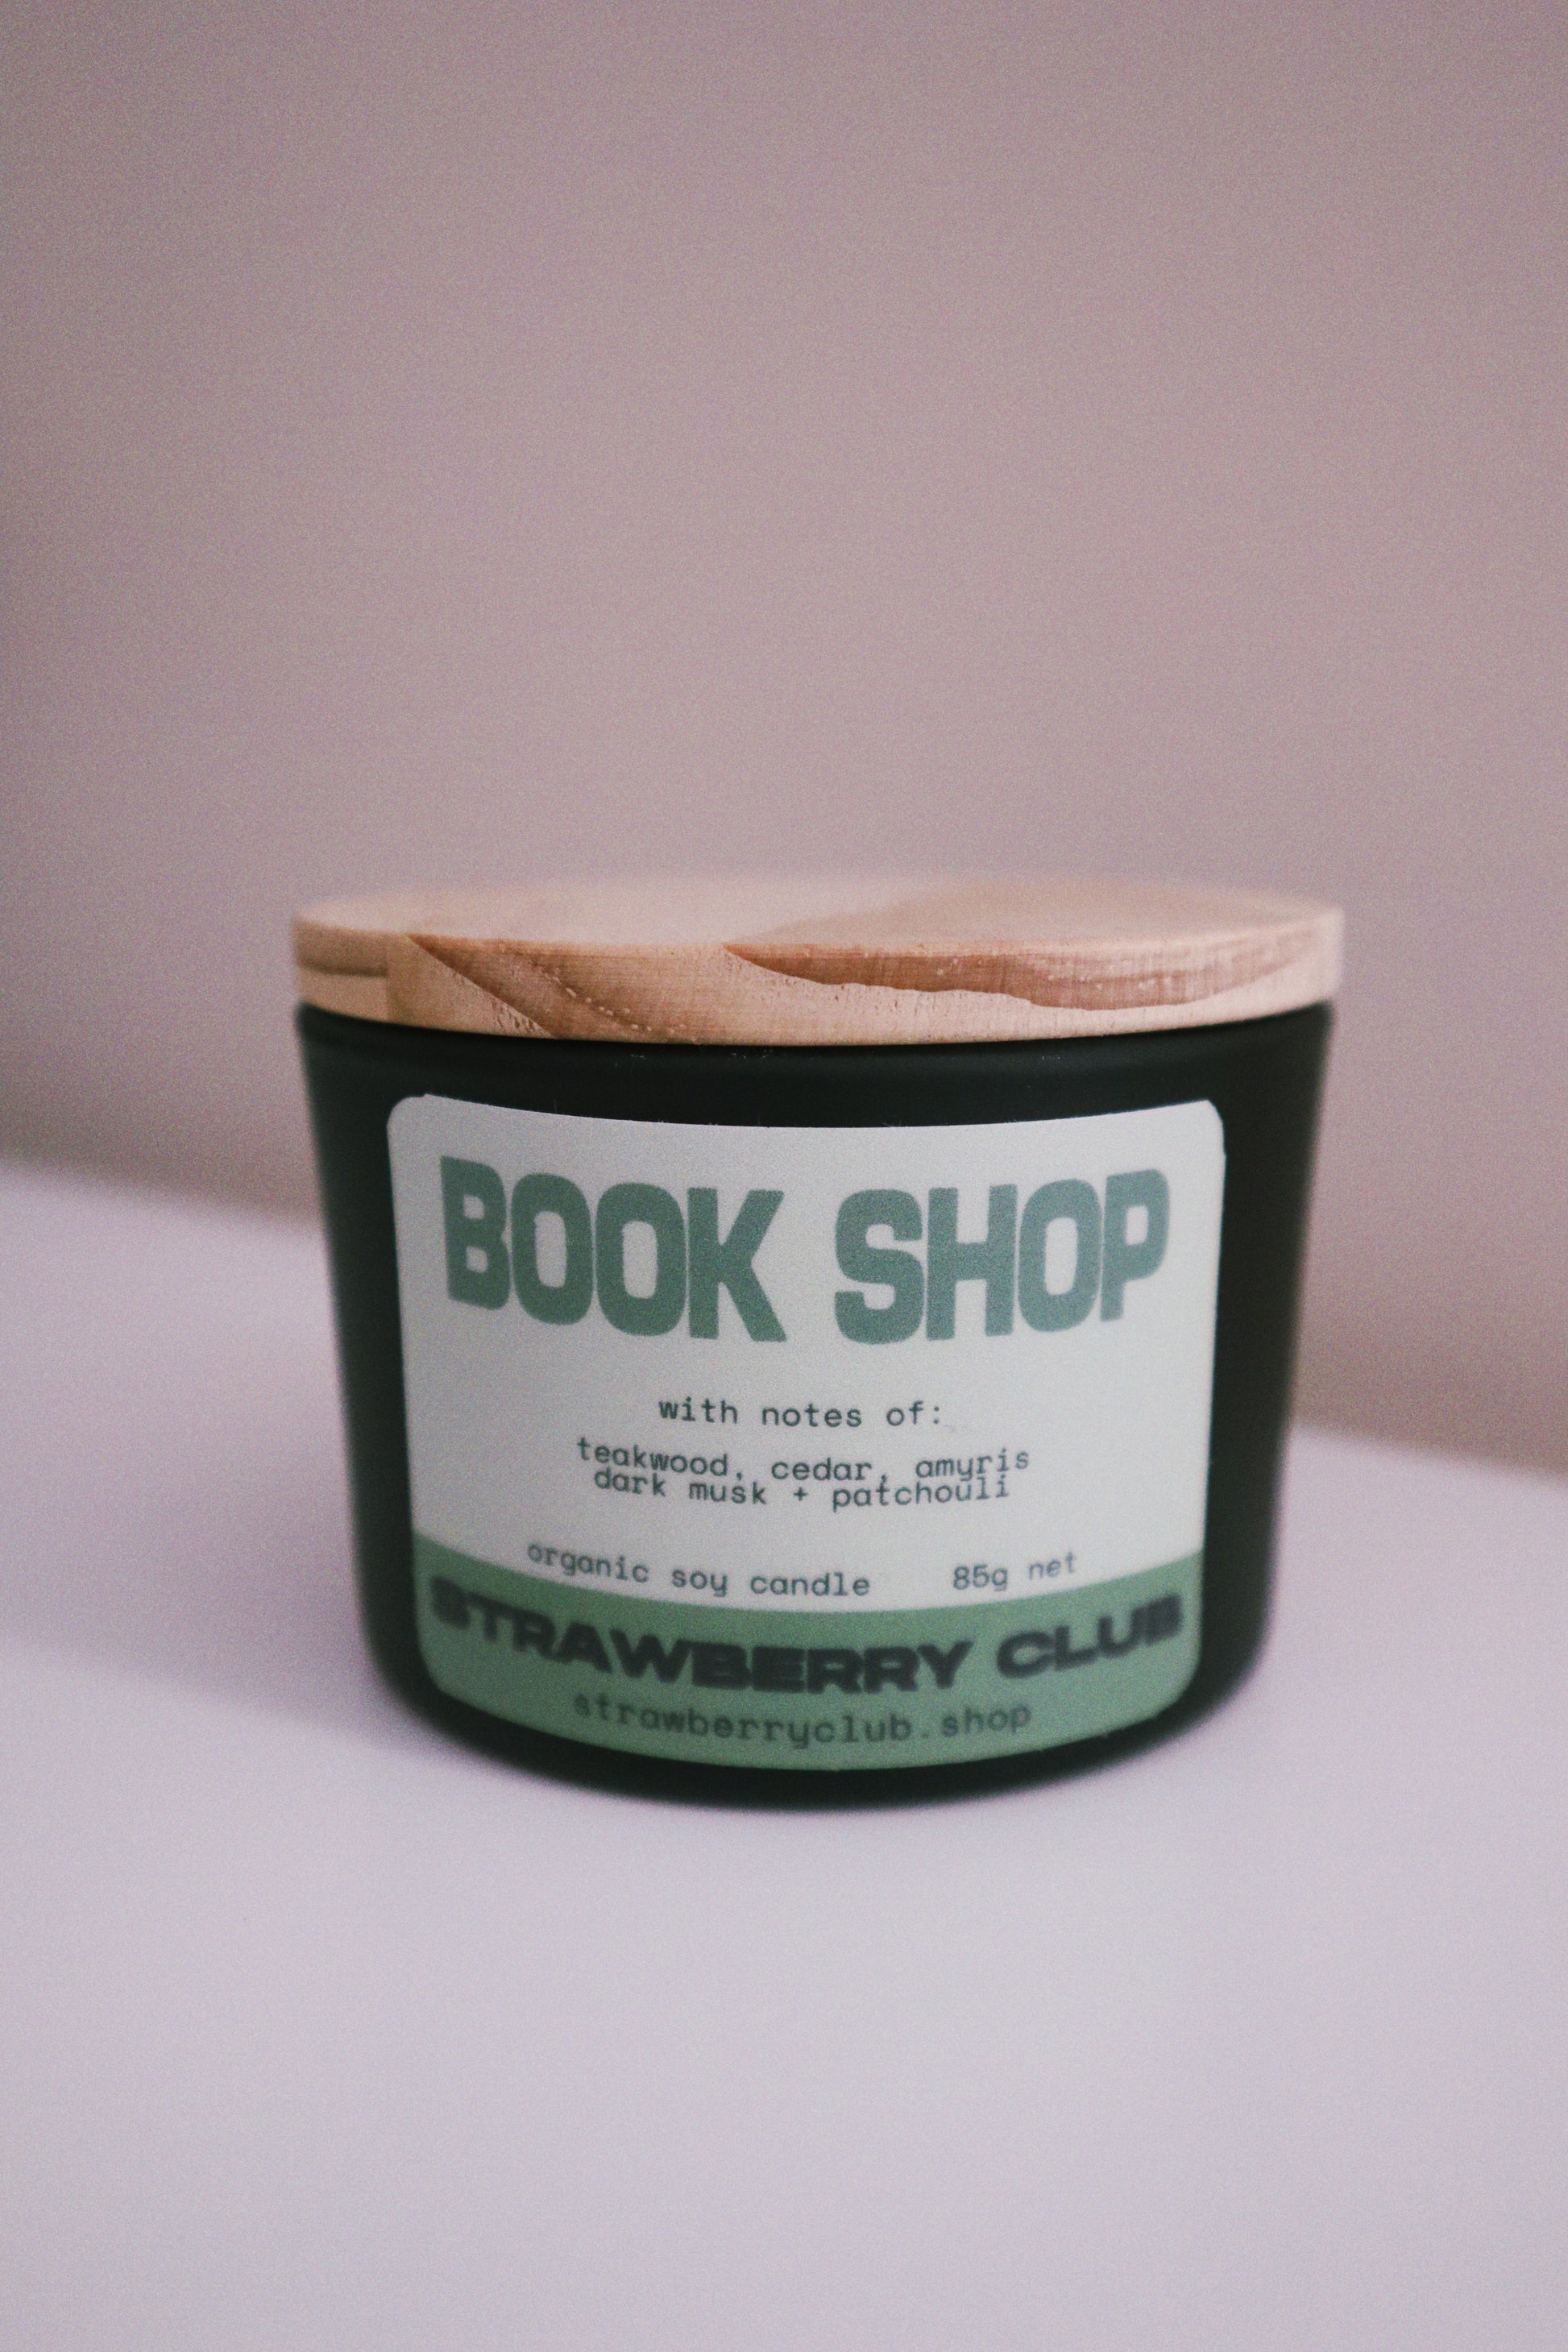 BOOK SHOP
with notes of:
teakwood, cedar, amyris
dark musk + patchouli
organic soy candle 85g net
STRAWBERRY CLUB
strawberryclub.shop